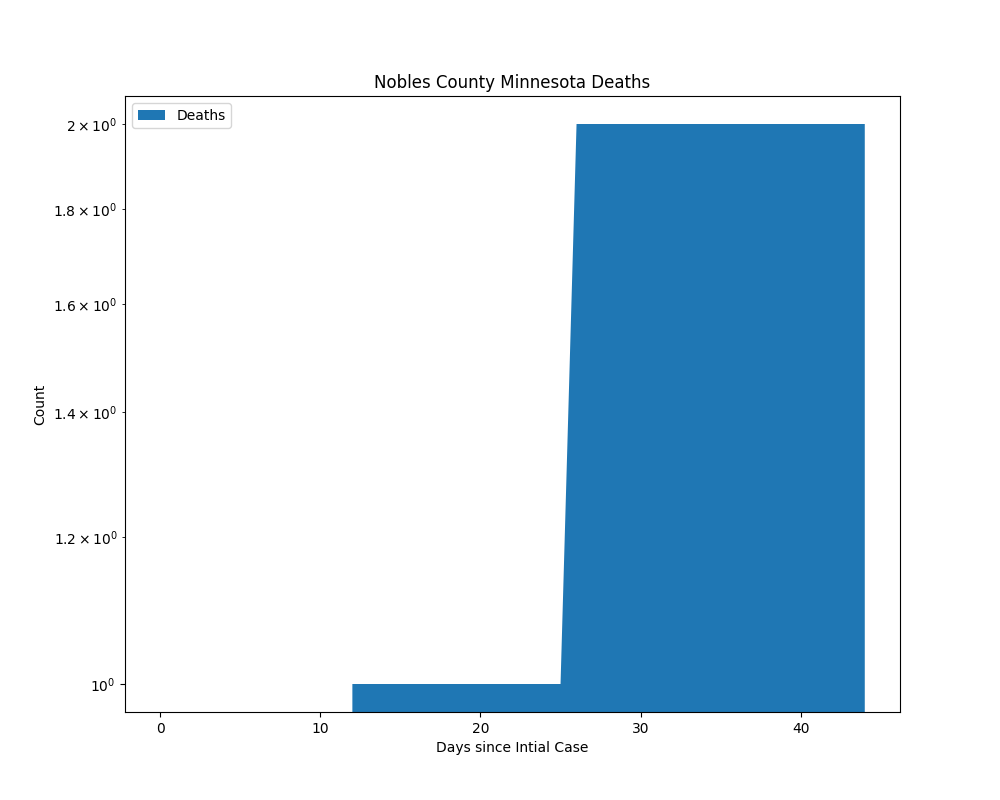 Nobles County Minnesota Deaths
Deaths
2 × 10⁰
1.8 × 10⁰
1.6 × 10⁰
1.4 × 10⁰
1.2 × 10⁰
10⁰
Count
0 10 20 30 40
Days since Intial Case